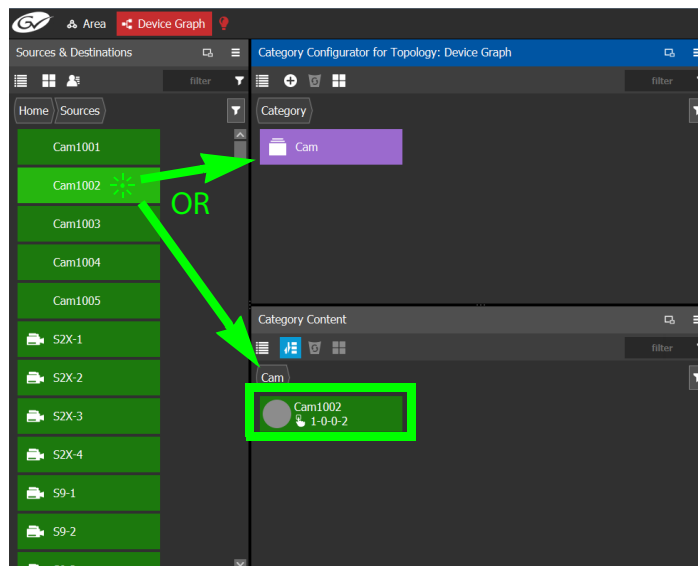 GV Area Device Graph
Sources & Destinations
filter
Home Sources
Cam1001
Cam1002
Cam1003
Cam1004
Cam1005
S2X-1
S2X-2
S2X-3
S2X-4
S9-1
S9-2
OR
Category Configurator for Topology: Device Graph
filter
Category
Cam
Category Content
filter
Cam
Cam1002
1-0-0-2